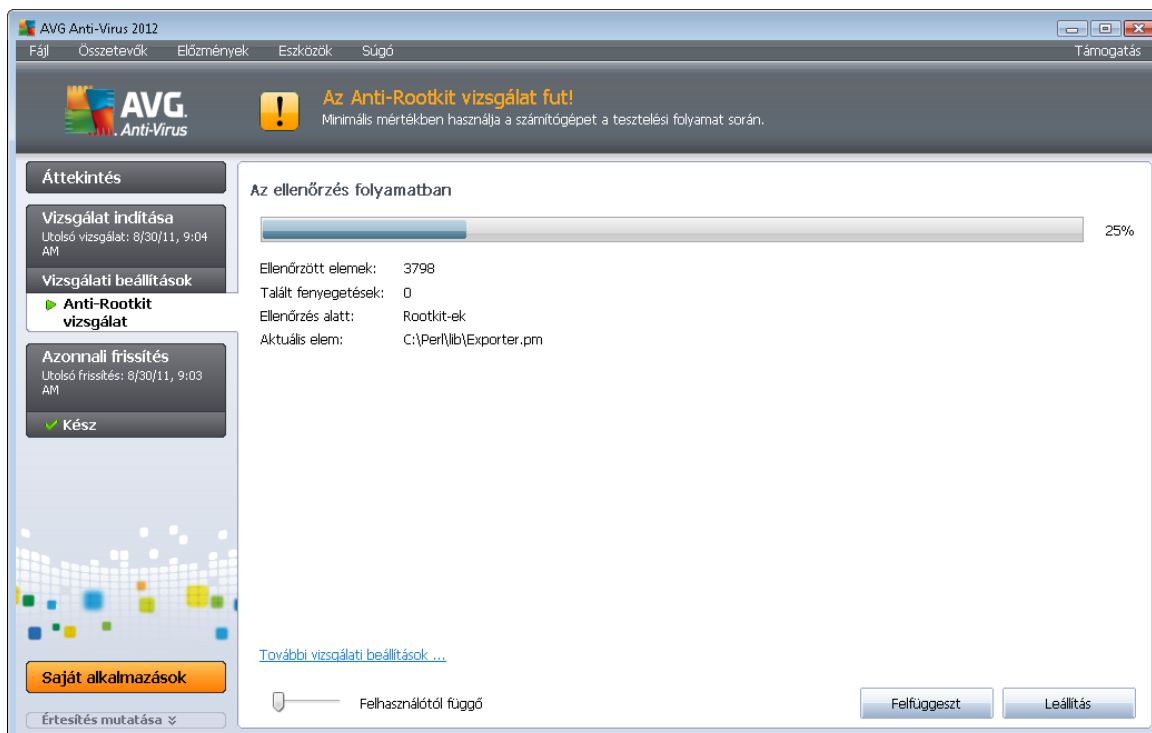 AVG Anti-Virus 2012
Fájl Összetevők Előzmények Eszközök Súgó Támogatás
AVG.
Anti-Virus
Az Anti-Rootkit vizsgálat fut!
Minimális mértékben használja a számítógépet a tesztelési folyamat során.
Áttekintés
Vizsgálat indítása
Utolsó vizsgálat: 8/30/11, 9:04
AM
Vizsgálati beállítások
Anti-Rootkit
vizsgálat
Azonnali frissítés
Utolsó frissítés: 8/30/11, 9:03
AM
Kész
Saját alkalmazások
Értesítés mutatása
Az ellenőrzés folyamatban
25%
Ellenőrzött elemek: 3798
Talált fenyegetések: 0
Ellenőrzés alatt: Rootkit-ek
Aktuális elem: C:\Perl\lib\Exporter.pm
További vizsgálati beállítások ...
Felhasználótól függő
Felfüggeszt
Leállítás